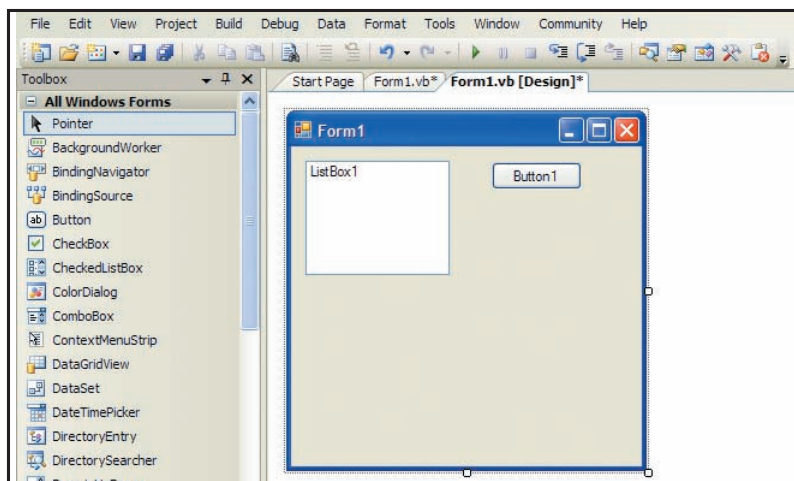 File Edit View Project Build Debug Data Format Tools Window Community Help
Toolbox
Start Page Form1.vb* Form1.vb [Design]*
All Windows Forms
Pointer
BackgroundWorker
BindingNavigator
BindingSource
Button
CheckBox
CheckedListBox
ColorDialog
ComboBox
ContextMenuStrip
DataGridView
DataSet
DateTimePicker
DirectoryEntry
DirectorySearcher
Form1
ListBox1
Button1